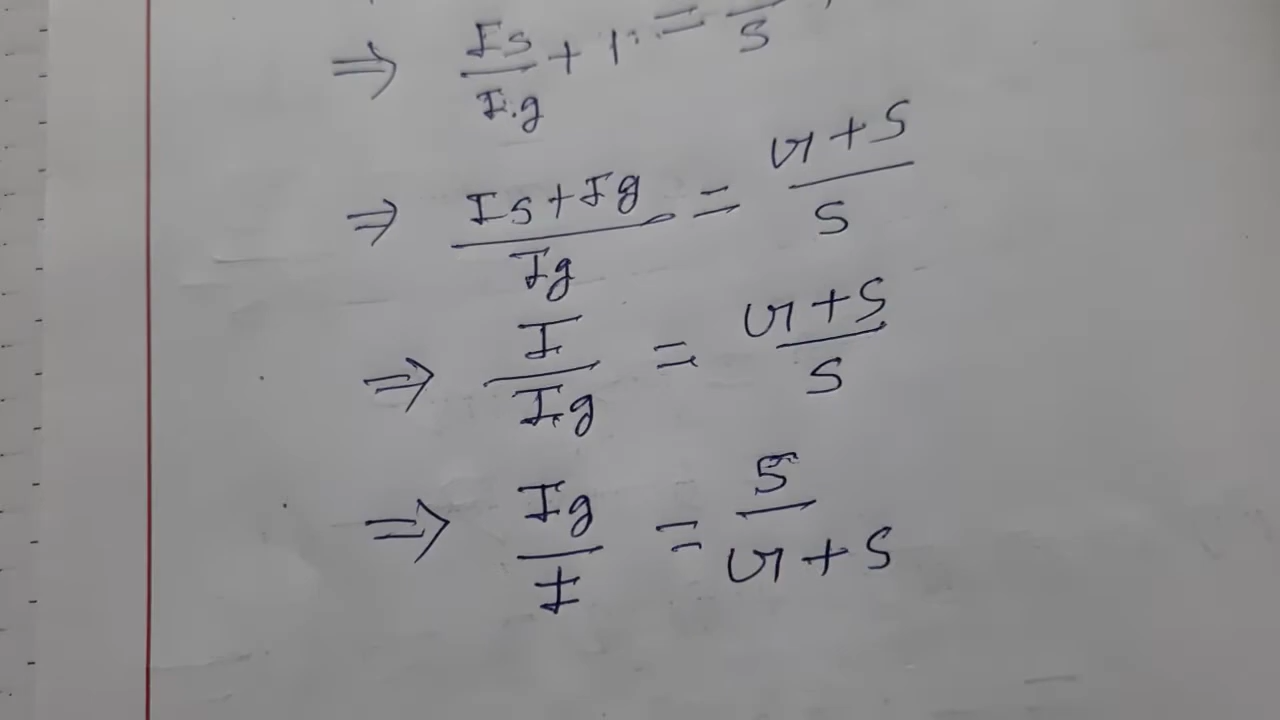 ⇒ Is/Ig + 1 = /S
⇒ (Is + Ig)/Ig = (r + S)/S
⇒ I/Ig = (r + S)/S
⇒ Ig/I = S/(r + S)